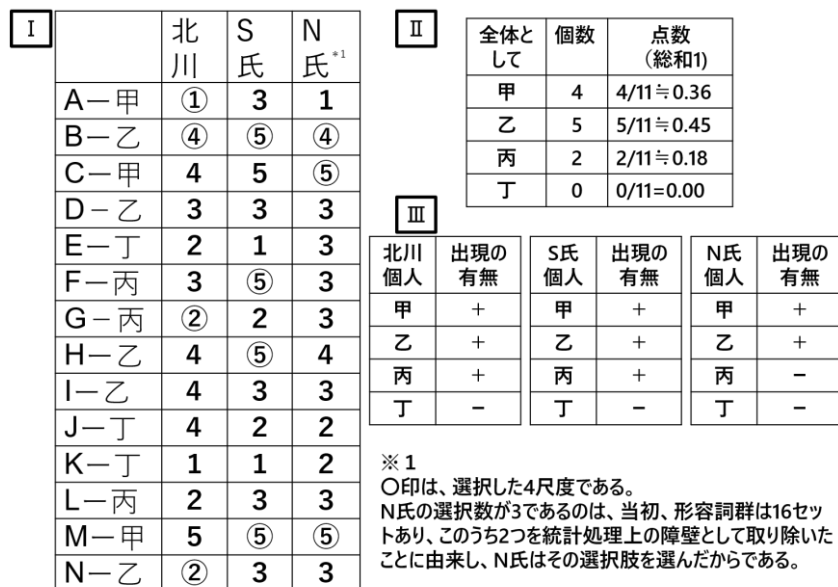 Ⅰ
北川 S氏 N氏*1
A－甲 ① 3 1
B－乙 ④ ⑤ ④
C－甲 4 5 ⑤
D－乙 3 3 3
E－丁 2 1 3
F－丙 3 ⑤ 3
G－丙 ② 2 3
H－乙 4 ⑤ 4
I－乙 4 3 3
J－丁 4 2 2
K－丁 1 1 2
L－丙 2 3 3
M－甲 5 ⑤ ⑤
N－乙 ② 3 3
Ⅱ
全体として 個数 点数(総和1)
甲 4 4/11≒0.36
乙 5 5/11≒0.45
丙 2 2/11≒0.18
丁 0 0/11=0.00
Ⅲ
北川個人 出現の有無
甲 +
乙 +
丙 +
丁 −
S氏個人 出現の有無
甲 +
乙 +
丙 +
丁 −
N氏個人 出現の有無
甲 +
乙 +
丙 −
丁 −
※1
〇印は、選択した4尺度である。
N氏の選択数が3であるのは、当初、形容詞群は16セッ
トあり、このうち2つを統計処理上の障壁として取り除いた
ことに由来し、N氏はその選択肢を選んだからである。